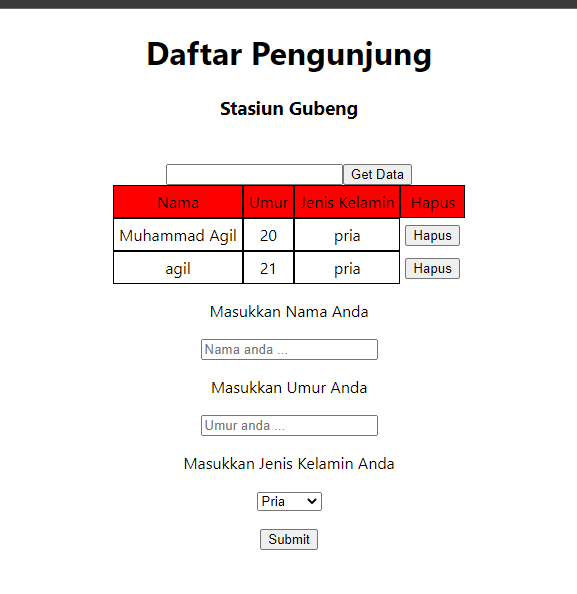 Daftar Pengunjung
Stasiun Gubeng
Get Data
Nama Umur Jenis Kelamin Hapus
Muhammad Agil 20 pria Hapus
agil 21 pria Hapus
Masukkan Nama Anda
Nama anda ...
Masukkan Umur Anda
Umur anda ...
Masukkan Jenis Kelamin Anda
Pria
Submit